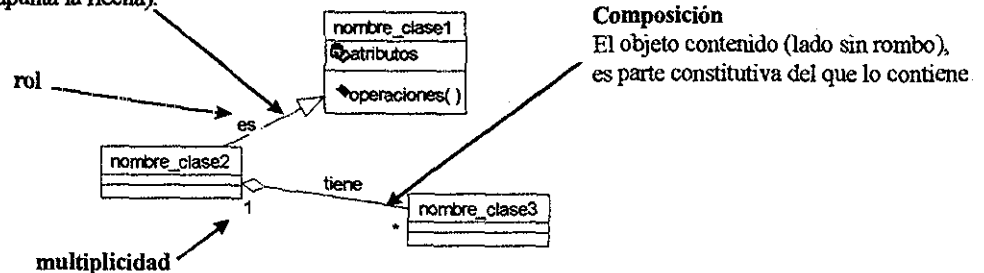 apunta la flecha).
nombre_clase1
atributos
operaciones( )
Composición
El objeto contenido (lado sin rombo),
es parte constitutiva del que lo contiene
rol
es
nombre_clase2
tiene
1
nombre_clase3
*
multiplicidad